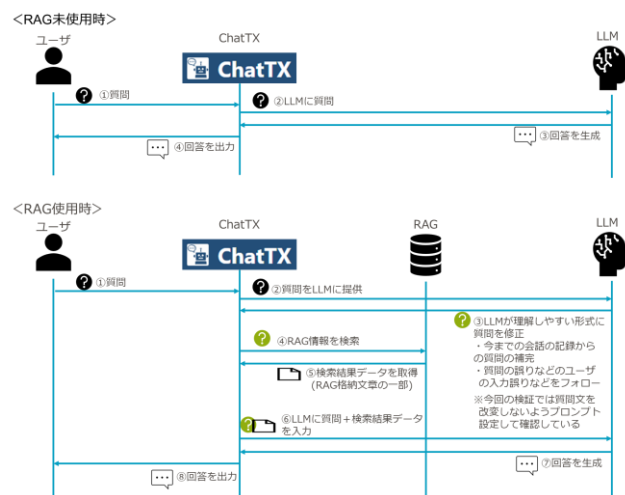 ＜RAG未使用時＞
ユーザ
ChatTX
LLM
ChatTX
①質問
②LLMに質問
③回答を生成
④回答を出力
＜RAG使用時＞
ユーザ
ChatTX
RAG
LLM
ChatTX
①質問
②質問をLLMに提供
③LLMが理解しやすい形式に
質問を修正
・今までの会話の記録から
の質問の補完
・質問の誤りなどのユーザ
の入力誤りなどをフォロー
※今回の検証では質問文を
改変しないようプロンプト
設定して確認している
④RAG情報を検索
⑤検索結果データを取得
(RAG格納文章の一部)
⑥LLMに質問＋検索結果データ
を入力
⑦回答を生成
⑧回答を出力